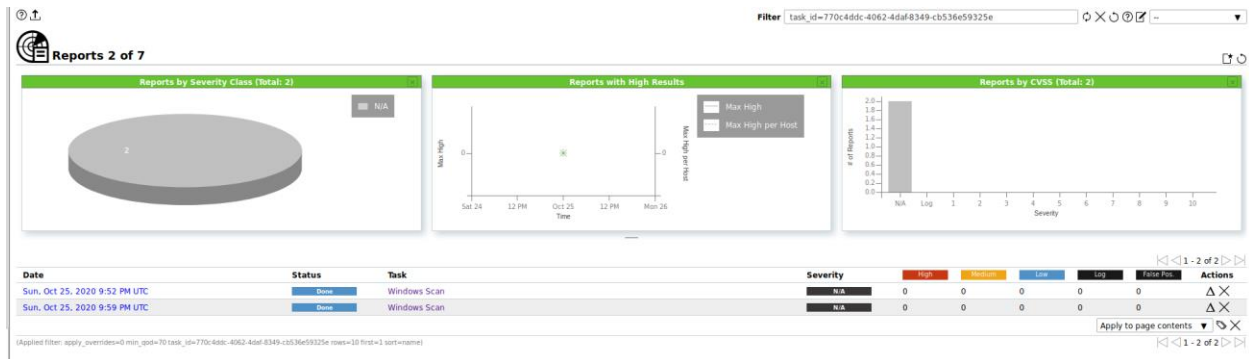 Filter task_id=770c4ddc-4062-4daf-8349-cb536e59325e --
Reports 2 of 7
Reports by Severity Class (Total: 2)
N/A
2
Reports with High Results
Max High
Max High per Host
Max High
0
0
Max High per Host
Sat 24 12 PM Oct 25 12 PM Mon 26
Time
Reports by CVSS (Total: 2)
# of Reports
2.0
1.8
1.6
1.4
1.2
1.0
0.8
0.6
0.4
0.2
0.0
N/A Log 1 2 3 4 5 6 7 8 9 10
Severity
1 - 2 of 2
Date Status Task Severity High Medium Low Log False Pos. Actions
Sun, Oct 25, 2020 9:52 PM UTC Done Windows Scan N/A 0 0 0 0 0
Sun, Oct 25, 2020 9:59 PM UTC Done Windows Scan N/A 0 0 0 0 0
Apply to page contents
(Applied filter: apply_overrides=0 min_qod=70 task_id=770c4ddc-4062-4daf-8349-cb536e59325e rows=10 first=1 sort=name)
1 - 2 of 2